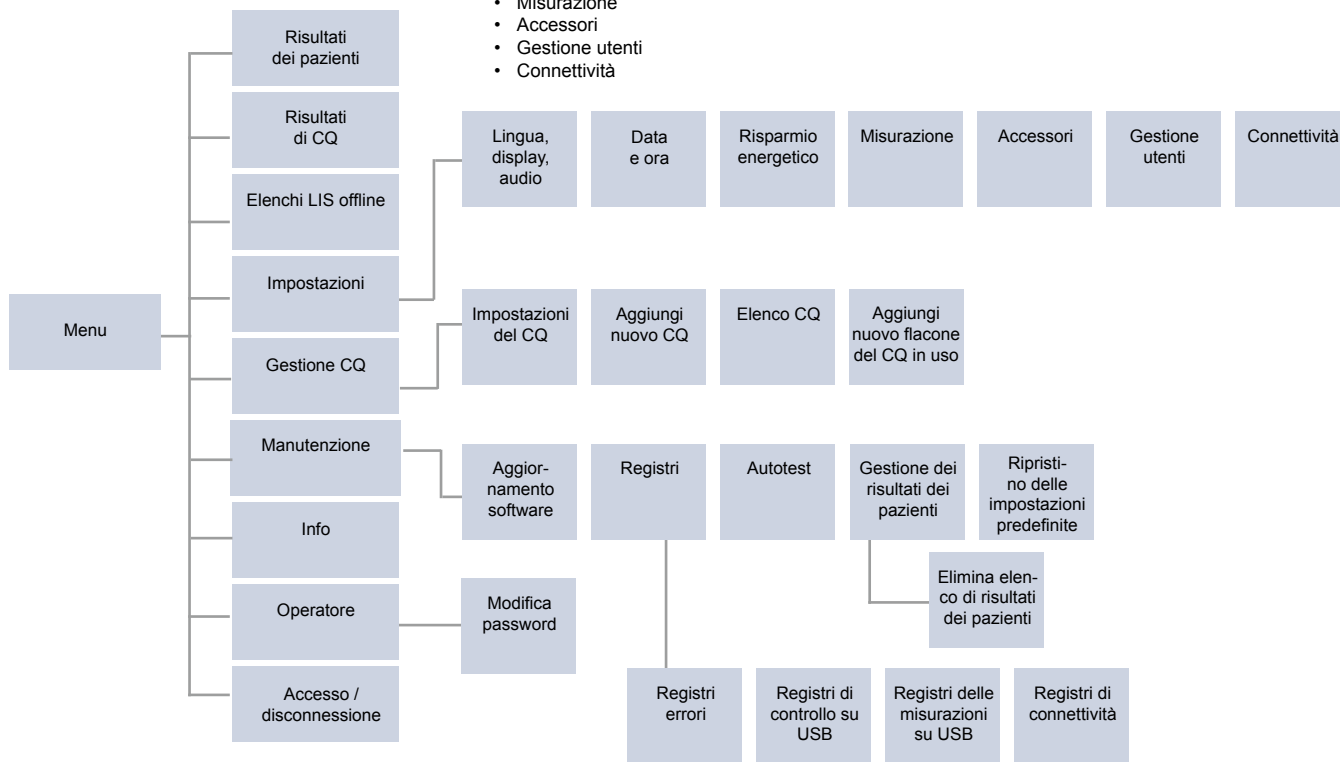 • Misurazione
• Accessori
• Gestione utenti
• Connettività
Risultati
dei pazienti
Risultati
di CQ
Elenchi LIS offline
Impostazioni
Gestione CQ
Manutenzione
Info
Operatore
Accesso /
disconnessione
Menu
Lingua,
display,
audio
Data
e ora
Risparmio
energetico
Misurazione
Accessori
Gestione
utenti
Connettività
Impostazioni
del CQ
Aggiungi
nuovo CQ
Elenco CQ
Aggiungi
nuovo flacone
del CQ in uso
Aggior-
namento
software
Registri
Autotest
Gestione dei
risultati dei
pazienti
Ripristi-
no delle
impostazioni
predefinite
Elimina elen-
co di risultati
dei pazienti
Modifica
password
Registri
errori
Registri di
controllo su
USB
Registri delle
misurazioni
su USB
Registri di
connettività